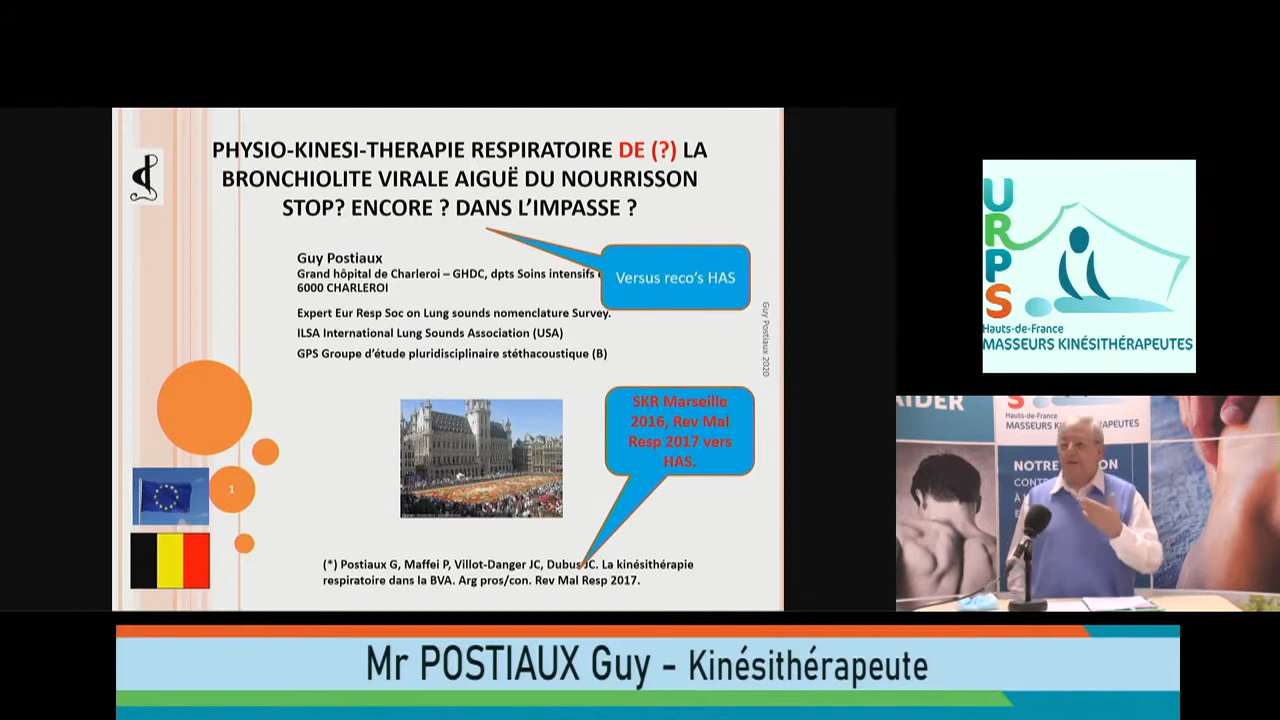 PHYSIO-KINESI-THERAPIE RESPIRATOIRE DE (?) LA
BRONCHIOLITE VIRALE AIGUË DU NOURRISSON
STOP? ENCORE ? DANS L'IMPASSE ?
Guy Postiaux
Grand hôpital de Charleroi – GHDC, dpts Soins intensifs
6000 CHARLEROI
Versus reco's HAS
Expert Eur Resp Soc on Lung sounds nomenclature Survey.
ILSA International Lung Sounds Association (USA)
GPS Groupe d'étude pluridisciplinaire stéthacoustique (B)
Guy Postiaux 2020
SKR Marseille
2016, Rev Mal
Resp 2017 vers
HAS.
1
(*) Postiaux G, Maffei P, Villot-Danger JC, Dubus JC. La kinésithérapie
respiratoire dans la BVA. Arg pros/con. Rev Mal Resp 2017.
URPS
Hauts-de-France
MASSEURS KINÉSITHÉRAPEUTES
AIDER
S
Hauts-de-France
MASSEURS KINÉSITHÉRAPEUTES
NOTRE
Mr POSTIAUX Guy - Kinésithérapeute